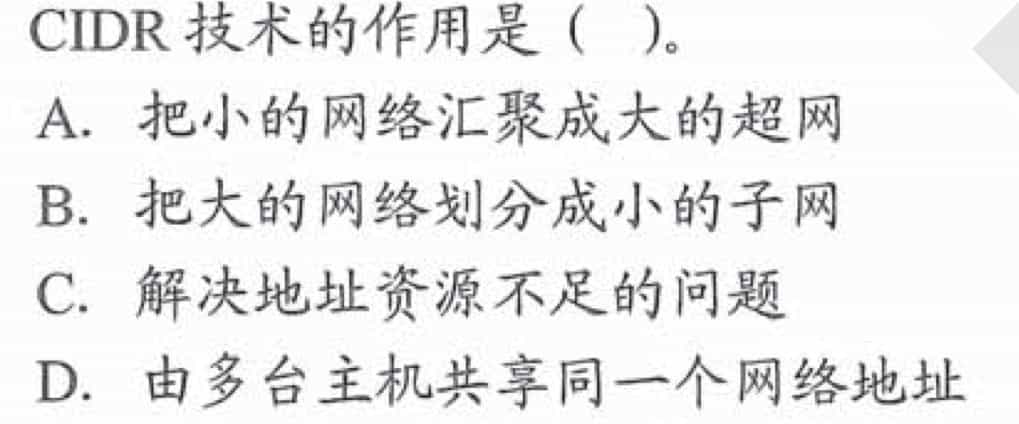 CIDR 技术的作用是（ ）。
A. 把小的网络汇聚成大的超网
B. 把大的网络划分成小的子网
C. 解决地址资源不足的问题
D. 由多台主机共享同一个网络地址